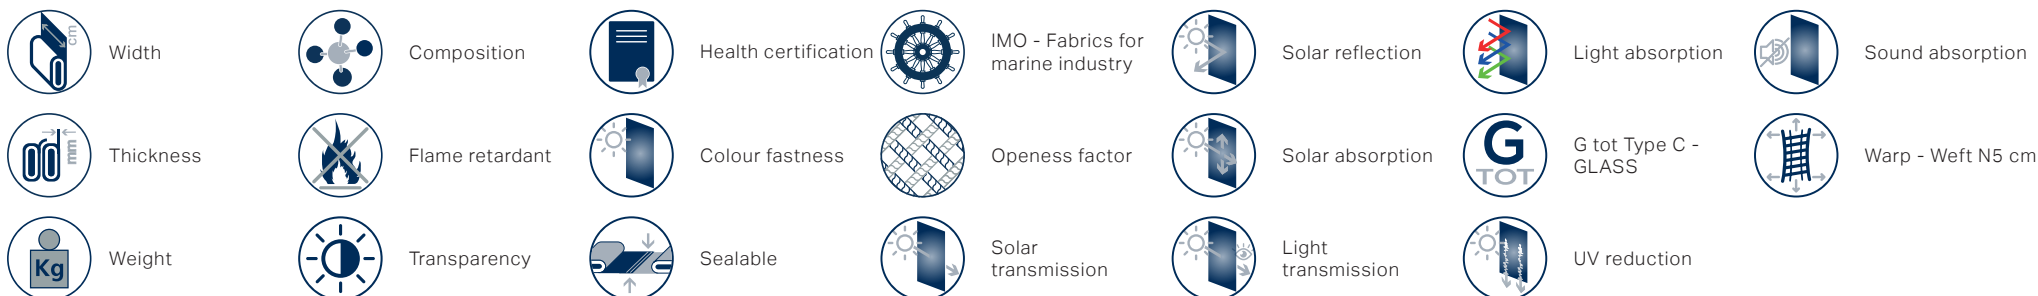 cm
Width
Composition
Health certification
IMO - Fabrics for
marine industry
Solar reflection
Light absorption
Sound absorption
mm
Thickness
Flame retardant
Colour fastness
Openess factor
Solar absorption
G
TOT
G tot Type C -
GLASS
Warp - Weft N5 cm
Kg
Weight
Transparency
Sealable
Solar
transmission
Light
transmission
UV reduction